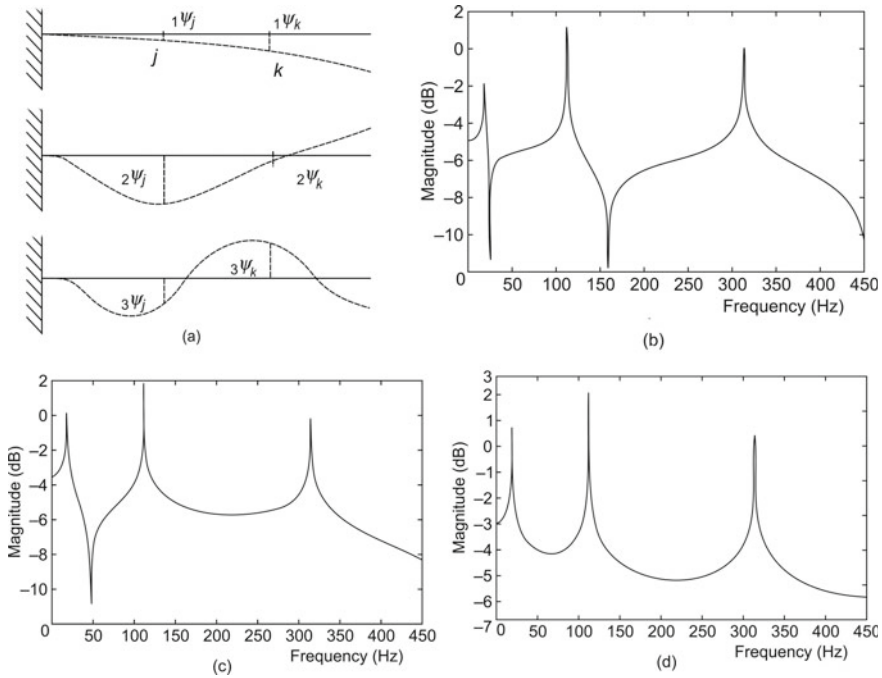 1ψj 1ψk
j
k
2ψj
2ψk
3ψj
3ψk
(a)
2
0
−2
−4
−6
−8
−10
0
50 100 150 200 250 300 350 400 450
Magnitude (dB)
Frequency (Hz)
(b)
2
0
−2
−4
−6
−8
−10
0
0 50 100 150 200 250 300 350 400 450
Magnitude (dB)
Frequency (Hz)
(c)
3
2
1
0
−1
−2
−3
−4
−5
−6
−7
0 50 100 150 200 250 300 350 400 450
Magnitude (dB)
Frequency (Hz)
(d)